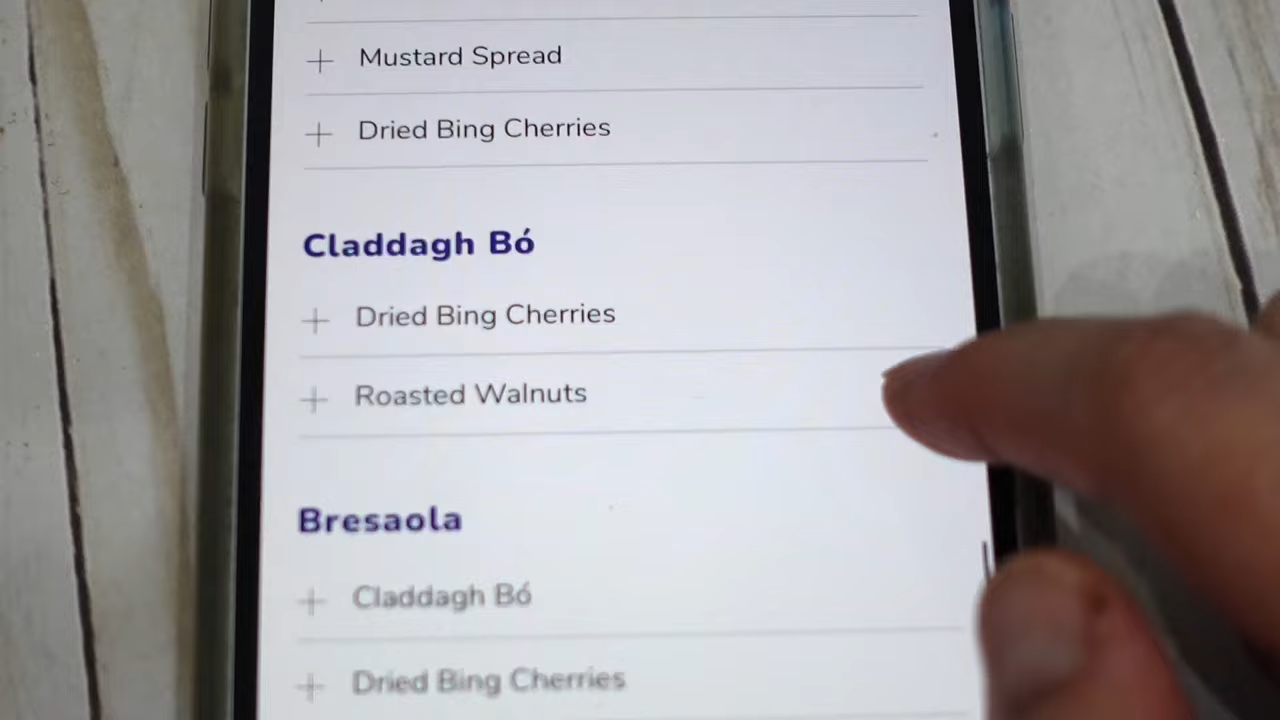 + Mustard Spread
+ Dried Bing Cherries
Claddagh Bó
+ Dried Bing Cherries
+ Roasted Walnuts
Bresaola
+ Claddagh Bó
+ Dried Bing Cherries